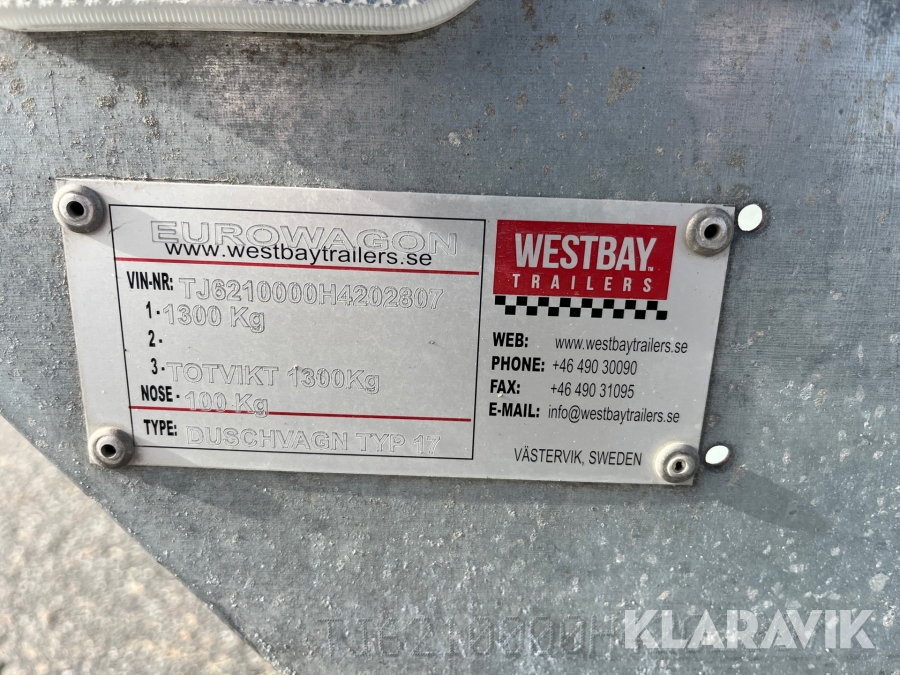 EUROWAGON
www.westbaytrailers.se
VIN-NR: TJ6210000H4202807
1 - 1300 Kg
2 -
3 - TOTVIKT 1300Kg
NOSE - 100 Kg
TYPE: DUSCHVAGN TYP 17
WESTBAY™
TRAILERS
WEB: www.westbaytrailers.se
PHONE: +46 490 30090
FAX: +46 490 31095
E-MAIL: info@westbaytrailers.se
VÄSTERVIK, SWEDEN
TJ6210000H
KLARAVIK